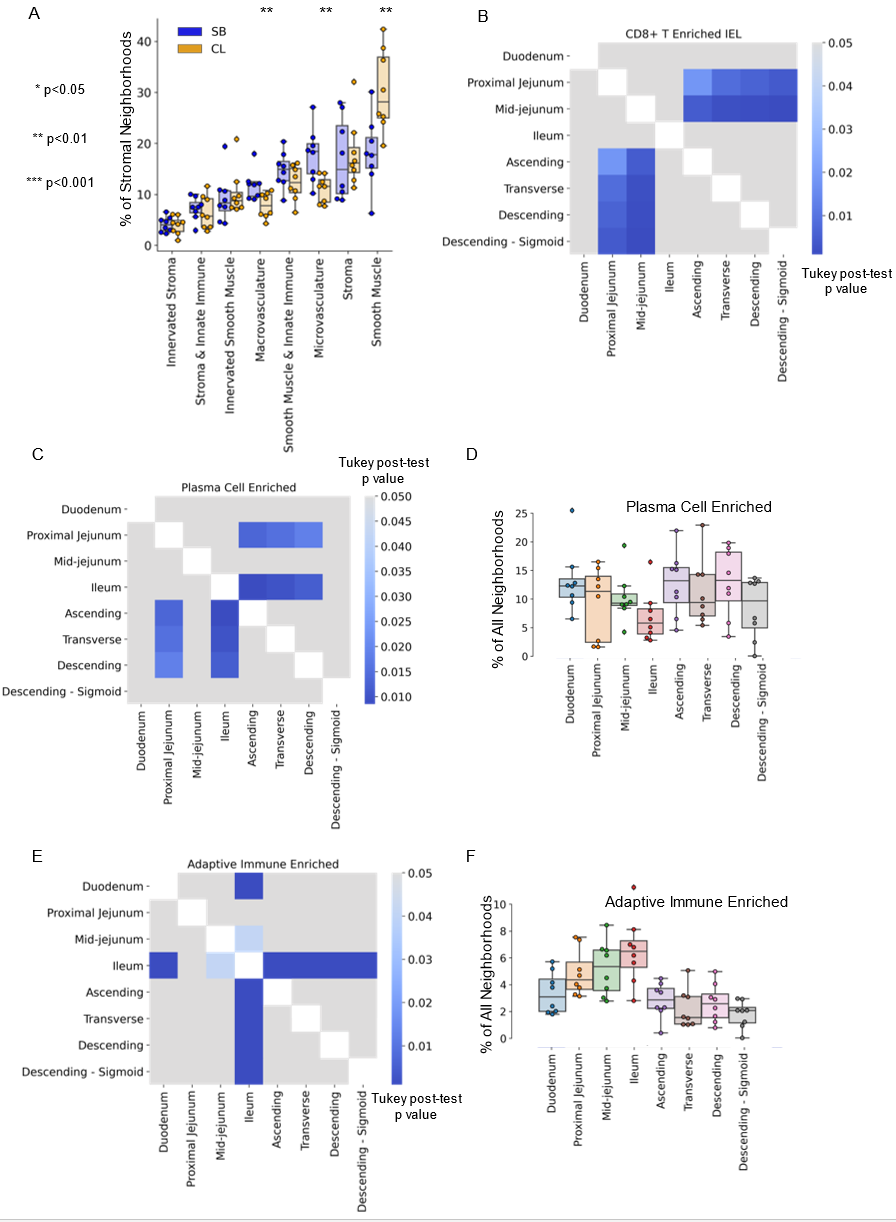 A
% of Stromal Neighborhoods
40
30
20
10
0
SB
CL
**
**
**
* p<0.05
** p<0.01
*** p<0.001
Innervated Stroma
Stroma & Innate Immune
Innervated Smooth Muscle
Macrovasculature
Smooth Muscle & Innate Immune
Microvasculature
Stroma
Smooth Muscle
B
CD8+ T Enriched IEL
Duodenum
Proximal Jejunum
Mid-jejunum
Ileum
Ascending
Transverse
Descending
Descending - Sigmoid
Duodenum
Proximal Jejunum
Mid-jejunum
Ileum
Ascending
Transverse
Descending
Descending - Sigmoid
0.05
0.04
0.03
0.02
0.01
Tukey post-test
p value
C
Tukey post-test
p value
Plasma Cell Enriched
Duodenum
Proximal Jejunum
Mid-jejunum
Ileum
Ascending
Transverse
Descending
Descending - Sigmoid
Duodenum
Proximal Jejunum
Mid-jejunum
Ileum
Ascending
Transverse
Descending
Descending - Sigmoid
0.050
0.045
0.040
0.035
0.030
0.025
0.020
0.015
0.010
D
Plasma Cell Enriched
% of All Neighborhoods
25
20
15
10
5
0
Duodenum
Proximal Jejunum
Mid-jejunum
Ileum
Ascending
Transverse
Descending
Descending - Sigmoid
E
Adaptive Immune Enriched
Duodenum
Proximal Jejunum
Mid-jejunum
Ileum
Ascending
Transverse
Descending
Descending - Sigmoid
Duodenum
Proximal Jejunum
Mid-jejunum
Ileum
Ascending
Transverse
Descending
Descending - Sigmoid
0.05
0.04
0.03
0.02
0.01
Tukey post-test
p value
F
Adaptive Immune Enriched
% of All Neighborhoods
10
8
6
4
2
0
Duodenum
Proximal Jejunum
Mid-jejunum
Ileum
Ascending
Transverse
Descending
Descending - Sigmoid